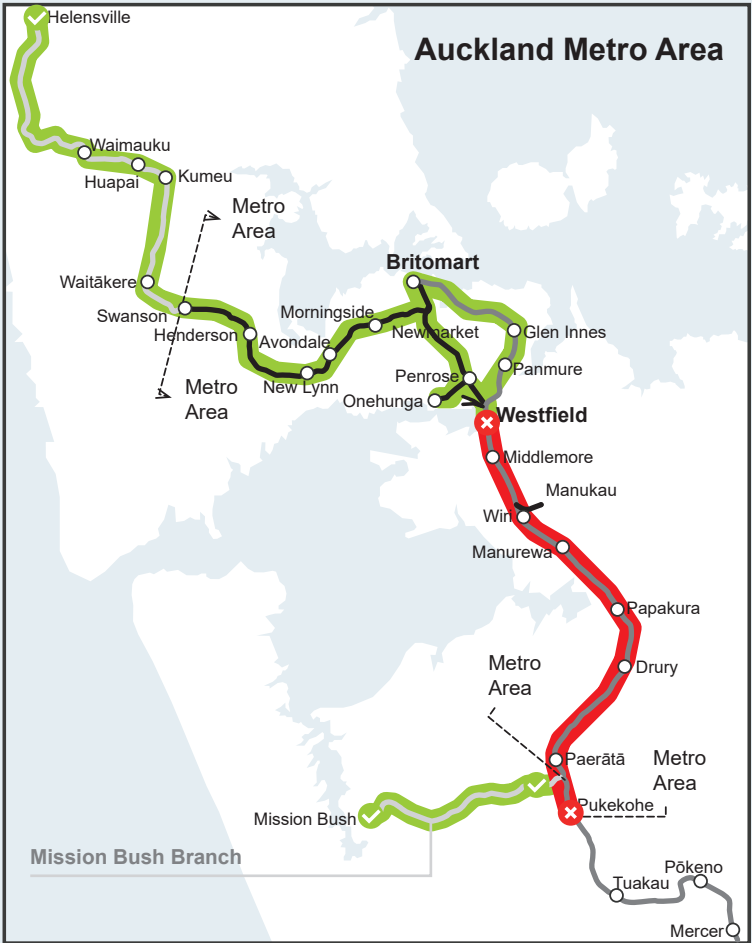 Helensville
Auckland Metro Area
Waimauku
Huapai
Kumeu
Metro
Area
Britomart
Waitākere
Swanson
Morningside
Henderson
Avondale
Newmarket
Glen Innes
New Lynn
Metro
Area
Penrose
Panmure
Onehunga
Westfield
Middlemore
Manukau
Wiri
Manurewa
Papakura
Metro
Area
Drury
Paerātā
Metro
Area
Pukekohe
Mission Bush
Mission Bush Branch
Tuakau
Pōkeno
Mercer